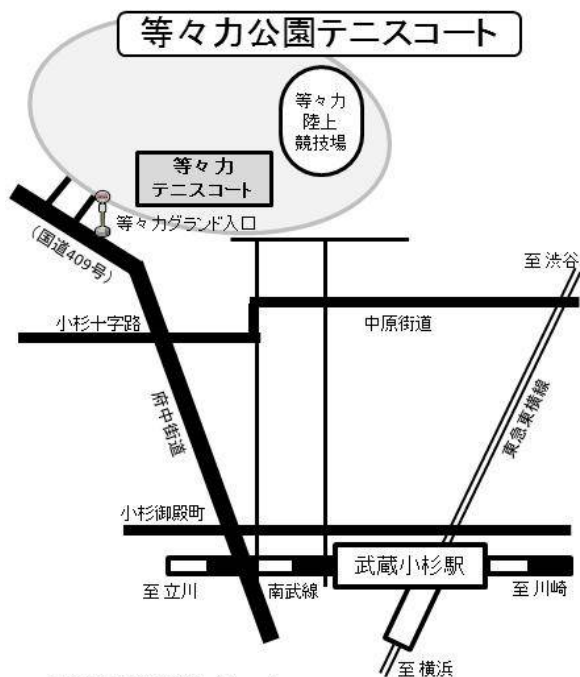 等々力公園テニスコート
等々力
陸上
競技場
等々力
テニスコート
等々力グランド入口
(国道409号)
至 渋谷
小杉十字路
中原街道
府中街道
東急東横線
小杉御殿町
武蔵小杉駅
至 立川
南武線
至 川崎
至 横浜